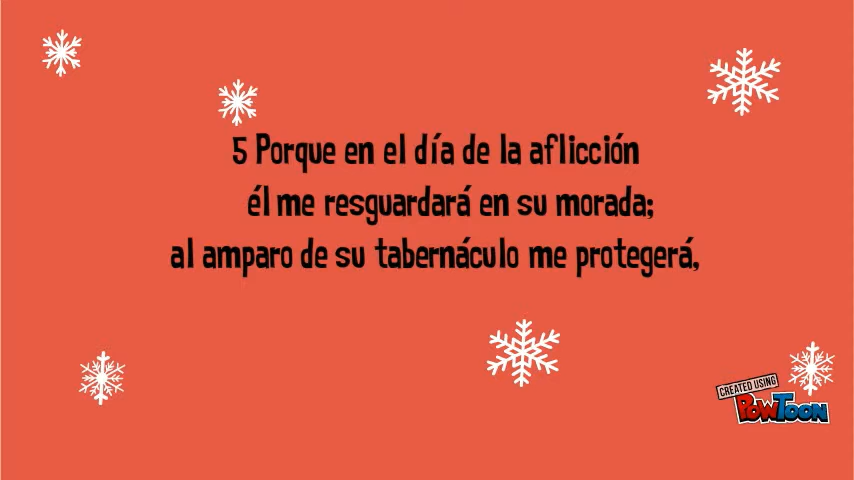 5 Porque en el día de la aflicción
él me resguardará en su morada;
al amparo de su tabernáculo me protegerá,
CREATED USING
POWTOON